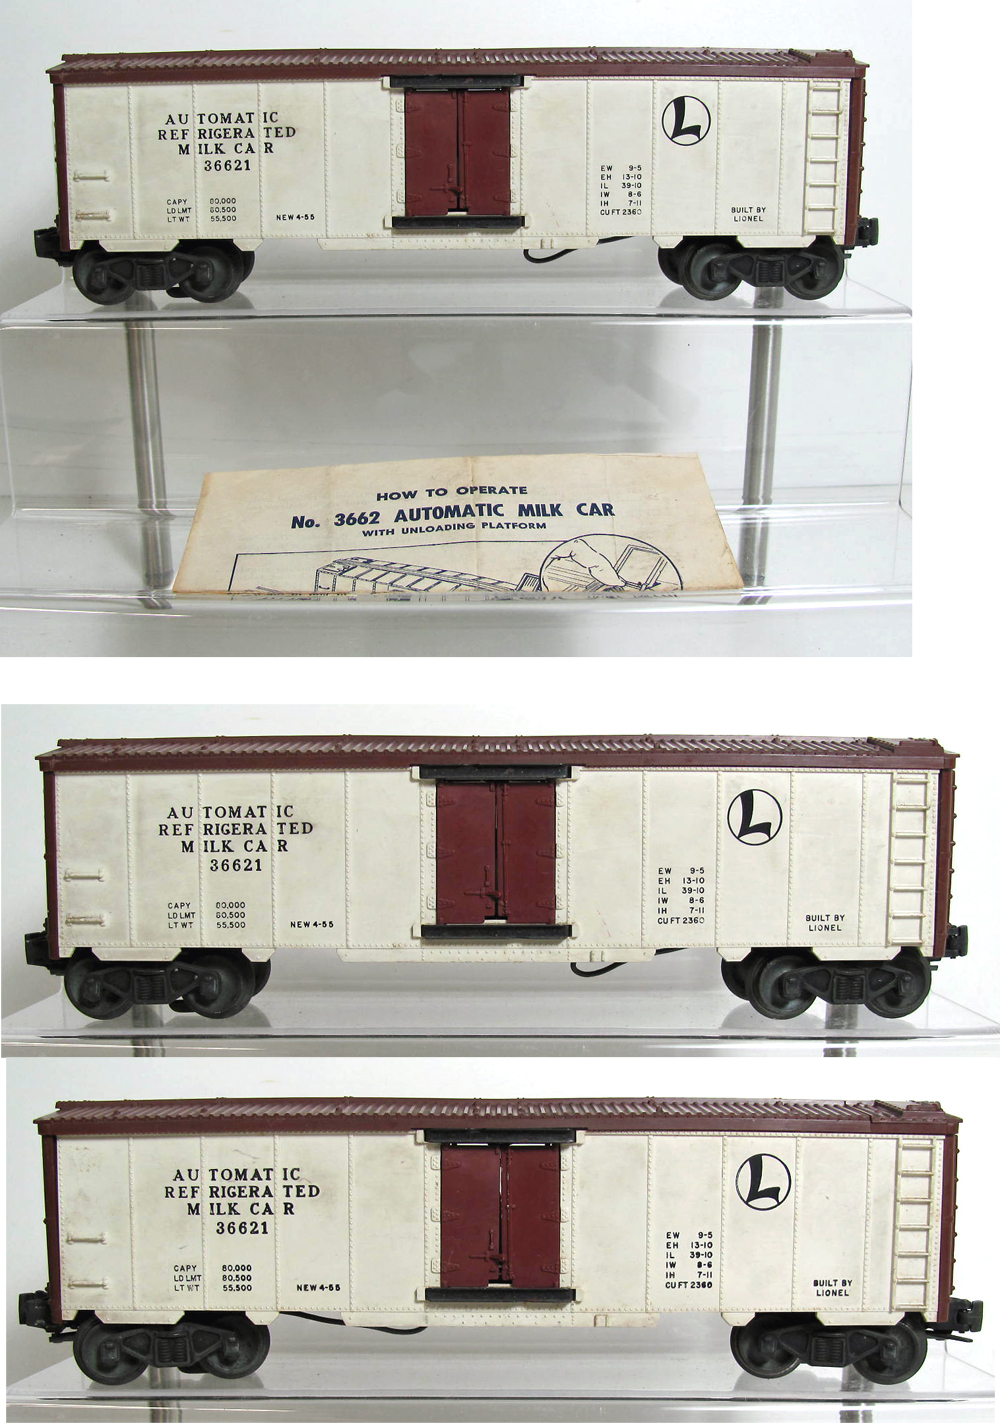 AUTOMATIC
REFRIGERATED
MILK CAR
36621
CAPY 80,000
LD LMT 80,500
LT WT 55,500
NEW 4-55
L
EW 9-5
EH 13-10
IL 39-10
IW 8-6
IH 7-11
CU FT 2360
BUILT BY
LIONEL
HOW TO OPERATE
No. 3662 AUTOMATIC MILK CAR
WITH UNLOADING PLATFORM
AUTOMATIC
REFRIGERATED
MILK CAR
36621
CAPY 80,000
LD LMT 80,500
LT WT 55,500
NEW 4-55
L
EW 9-5
EH 13-10
IL 39-10
IW 8-6
IH 7-11
CU FT 2360
BUILT BY
LIONEL
AUTOMATIC
REFRIGERATED
MILK CAR
36621
CAPY 80,000
LD LMT 80,500
LT WT 55,500
NEW 4-55
L
EW 9-5
EH 13-10
IL 39-10
IW 8-6
IH 7-11
CU FT 2360
BUILT BY
LIONEL